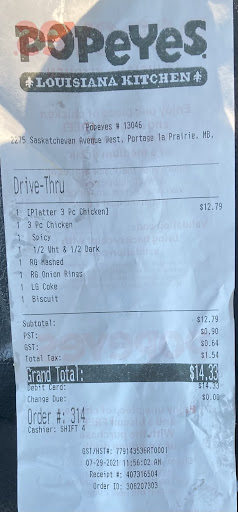 POPEYES
LOUISIANA KITCHEN
Popeyes # 13046
2275 Saskatchewan Avenue West, Portage la Prairie, MB,
Drive-Thru
1 [Platter 3 Pc Chicken] $12.79
1 3 Pc Chicken
1 Spicy
1 1/2 Wht & 1/2 Dark
1 RG Mashed
1 RG Onion Rings
1 LG Coke
1 Biscuit
Subtotal: $12.79
PST: $0.90
GST: $0.64
Total Tax: $1.54
Grand Total: $14.33
Debit Card: $14.33
Change Due: $0.00
Order #: 314
Cashier: SHIFT 4
GST/HST#: 779143536RT0001
07-29-2021 11:56:02 AM
Receipt #: 407316504
Order ID: 306207303